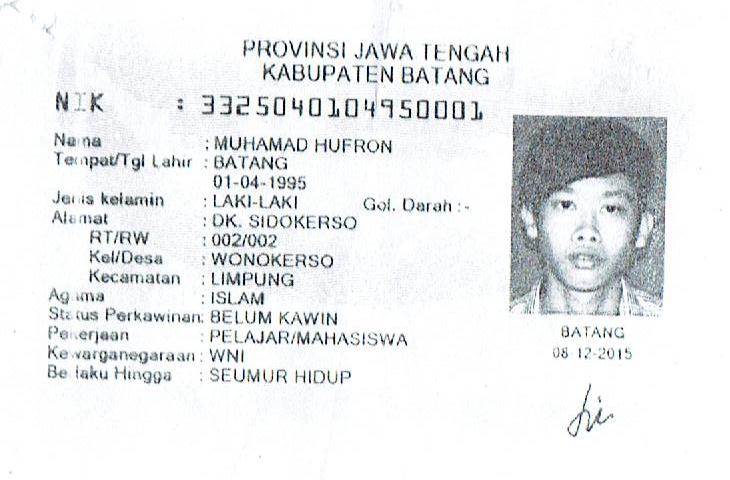 PROVINSI JAWA TENGAH
KABUPATEN BATANG
NIK : 3325040104950001
Nama : MUHAMAD HUFRON
Tempat/Tgl Lahir : BATANG
01-04-1995
Jenis kelamin : LAKI-LAKI Gol. Darah :-
Alamat : DK. SIDOKERSO
RT/RW : 002/002
Kel/Desa : WONOKERSO
Kecamatan : LIMPUNG
Agama : ISLAM
Status Perkawinan: BELUM KAWIN
Pekerjaan : PELAJAR/MAHASISWA
Kewarganegaraan : WNI
Berlaku Hingga : SEUMUR HIDUP
BATANG
08-12-2015